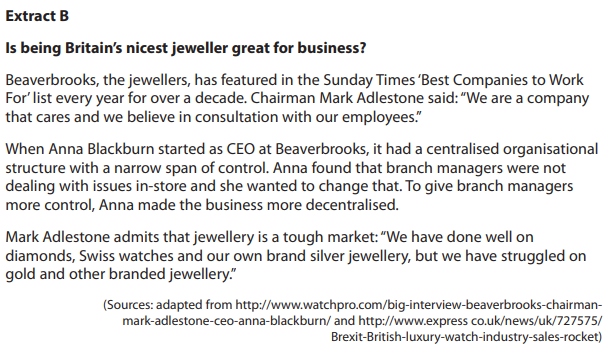 Extract B
Is being Britain’s nicest jeweller great for business?
Beaverbrooks, the jewellers, has featured in the Sunday Times ‘Best Companies to Work
For’ list every year for over a decade. Chairman Mark Adlestone said: “We are a company
that cares and we believe in consultation with our employees.”
When Anna Blackburn started as CEO at Beaverbrooks, it had a centralised organisational
structure with a narrow span of control. Anna found that branch managers were not
dealing with issues in-store and she wanted to change that. To give branch managers
more control, Anna made the business more decentralised.
Mark Adlestone admits that jewellery is a tough market: “We have done well on
diamonds, Swiss watches and our own brand silver jewellery, but we have struggled on
gold and other branded jewellery.”
(Sources: adapted from http://www.watchpro.com/big-interview-beaverbrooks-chairman-
mark-adlestone-ceo-anna-blackburn/ and http://www.express co.uk/news/uk/727575/
Brexit-British-luxury-watch-industry-sales-rocket)